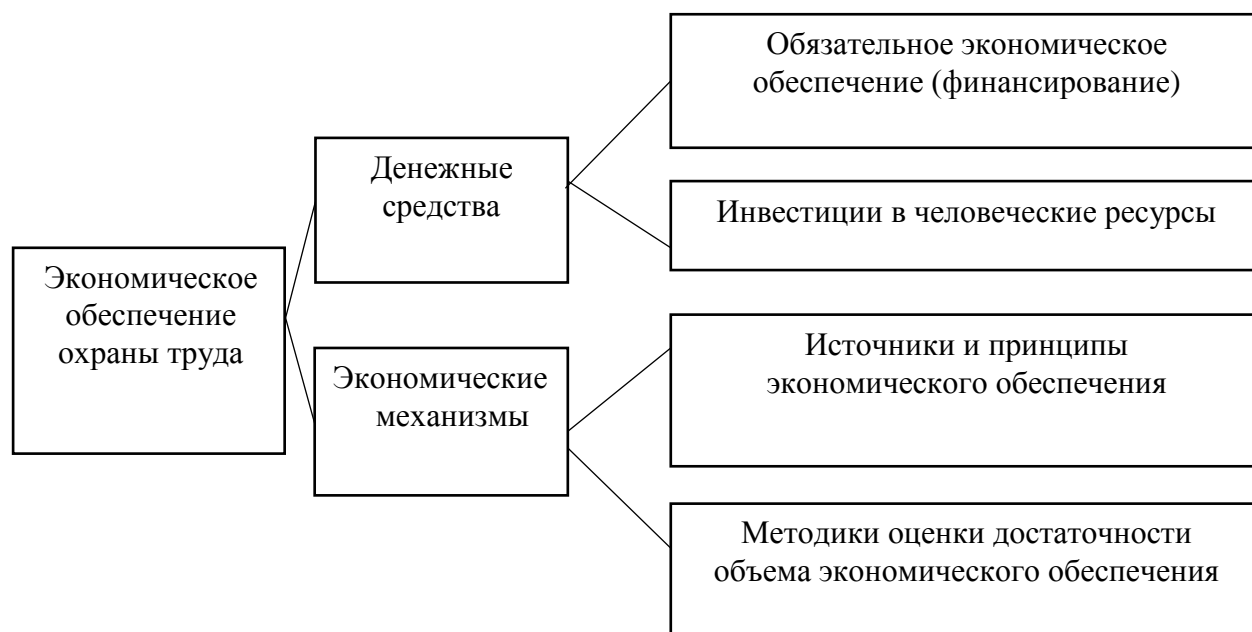 Обязательное экономическое
обеспечение (финансирование)
Денежные
средства
Инвестиции в человеческие ресурсы
Экономическое
обеспечение
охраны труда
Экономические
механизмы
Источники и принципы
экономического обеспечения
Методики оценки достаточности
объема экономического обеспечения